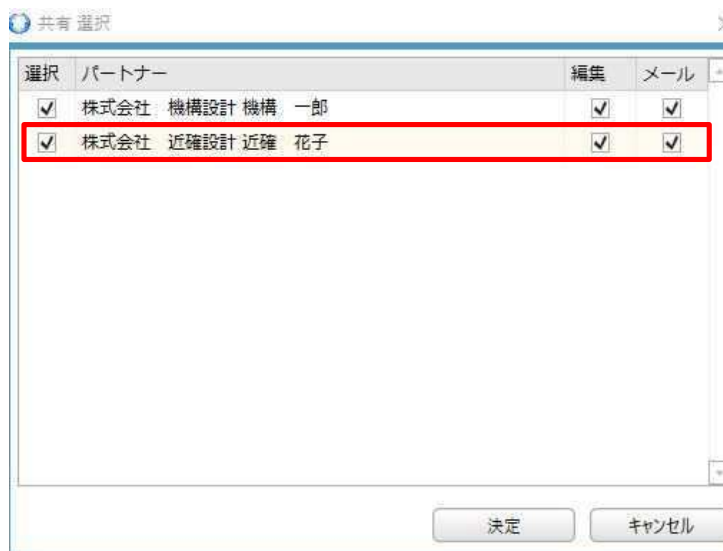 共有 選択
選択 パートナー 編集 メール
株式会社　機構設計 機構　一郎
株式会社　近確設計 近確　花子
決定 キャンセル